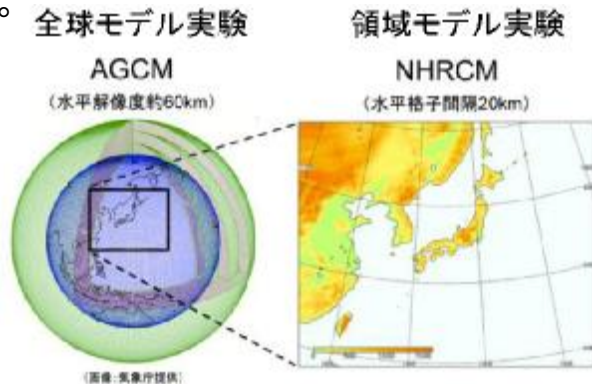 。
全球モデル実験
領域モデル実験
AGCM
NHRCM
(水平解像度約60km)
(水平格子間隔20km)
(画像:気象庁提供)